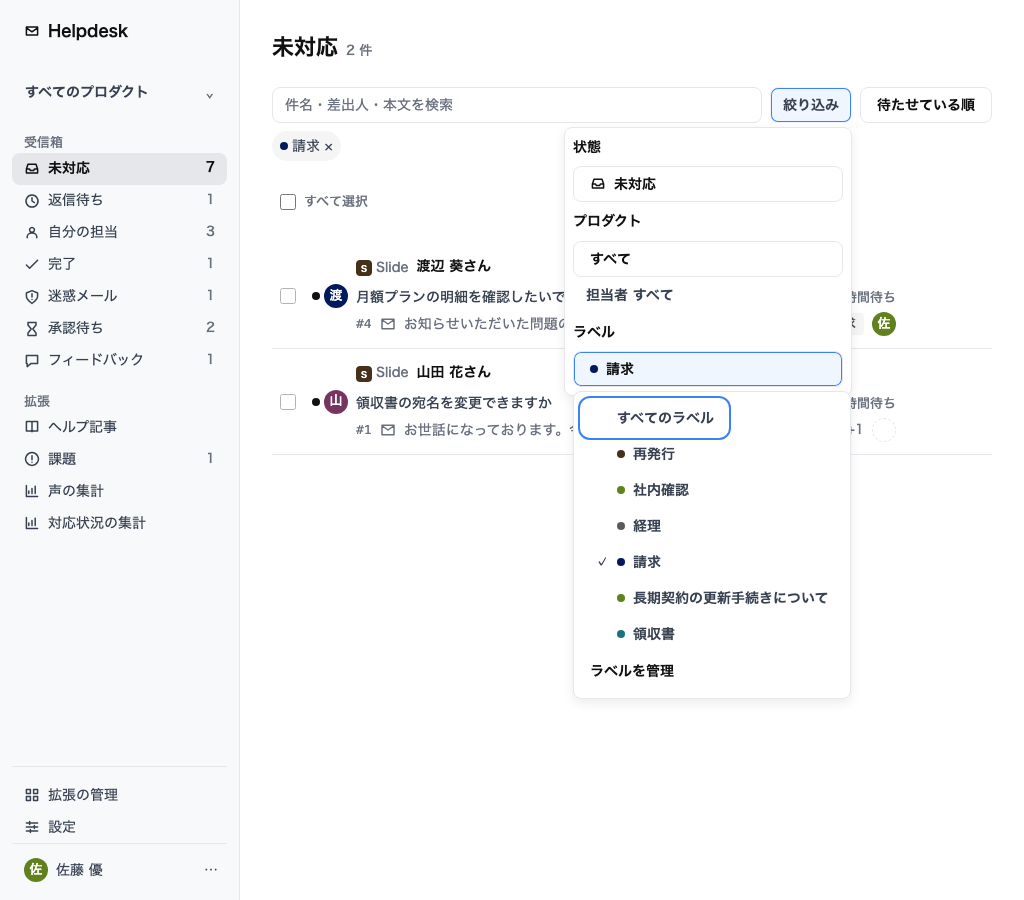 Helpdesk
すべてのプロダクト
受信箱
未対応 7
返信待ち 1
自分の担当 3
完了 1
迷惑メール 1
承認待ち 2
フィードバック 1
拡張
ヘルプ記事
課題 1
声の集計
対応状況の集計
拡張の管理
設定
佐 佐藤 優 …
未対応 2 件
件名・差出人・本文を検索 絞り込み 待たせている順
請求 ×
すべて選択
s Slide 渡辺 葵さん
渡 月額プランの明細を確認したいで 時間待ち
#4 お知らせいただいた問題の 佐
s Slide 山田 花さん
山 領収書の宛名を変更できますか 時間待ち
#1 お世話になっております。 +1
状態
未対応
プロダクト
すべて
担当者 すべて
ラベル
請求
すべてのラベル
再発行
社内確認
経理
✓ 請求
長期契約の更新手続きについて
領収書
ラベルを管理